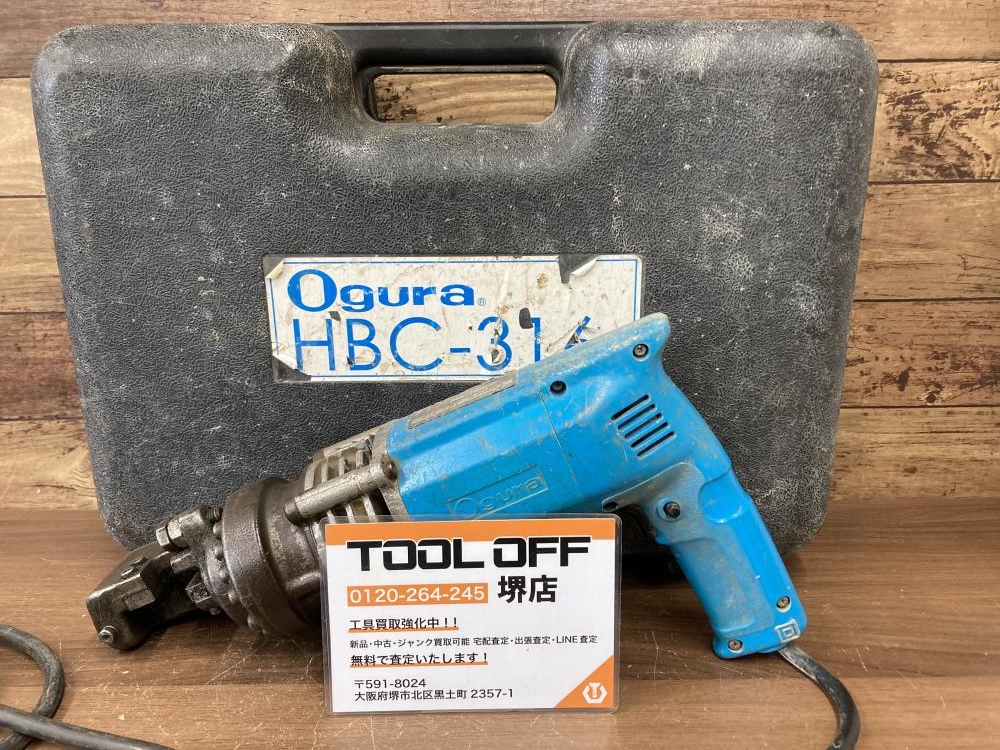 Ogura®
HBC-316
Ogura
TOOL OFF
0120-264-245 堺店
工具買取強化中！！
新品・中古・ジャンク買取可能 宅配査定・出張査定・LINE査定
無料で査定いたします！
〒591-8024
大阪府堺市北区黒土町 2357-1